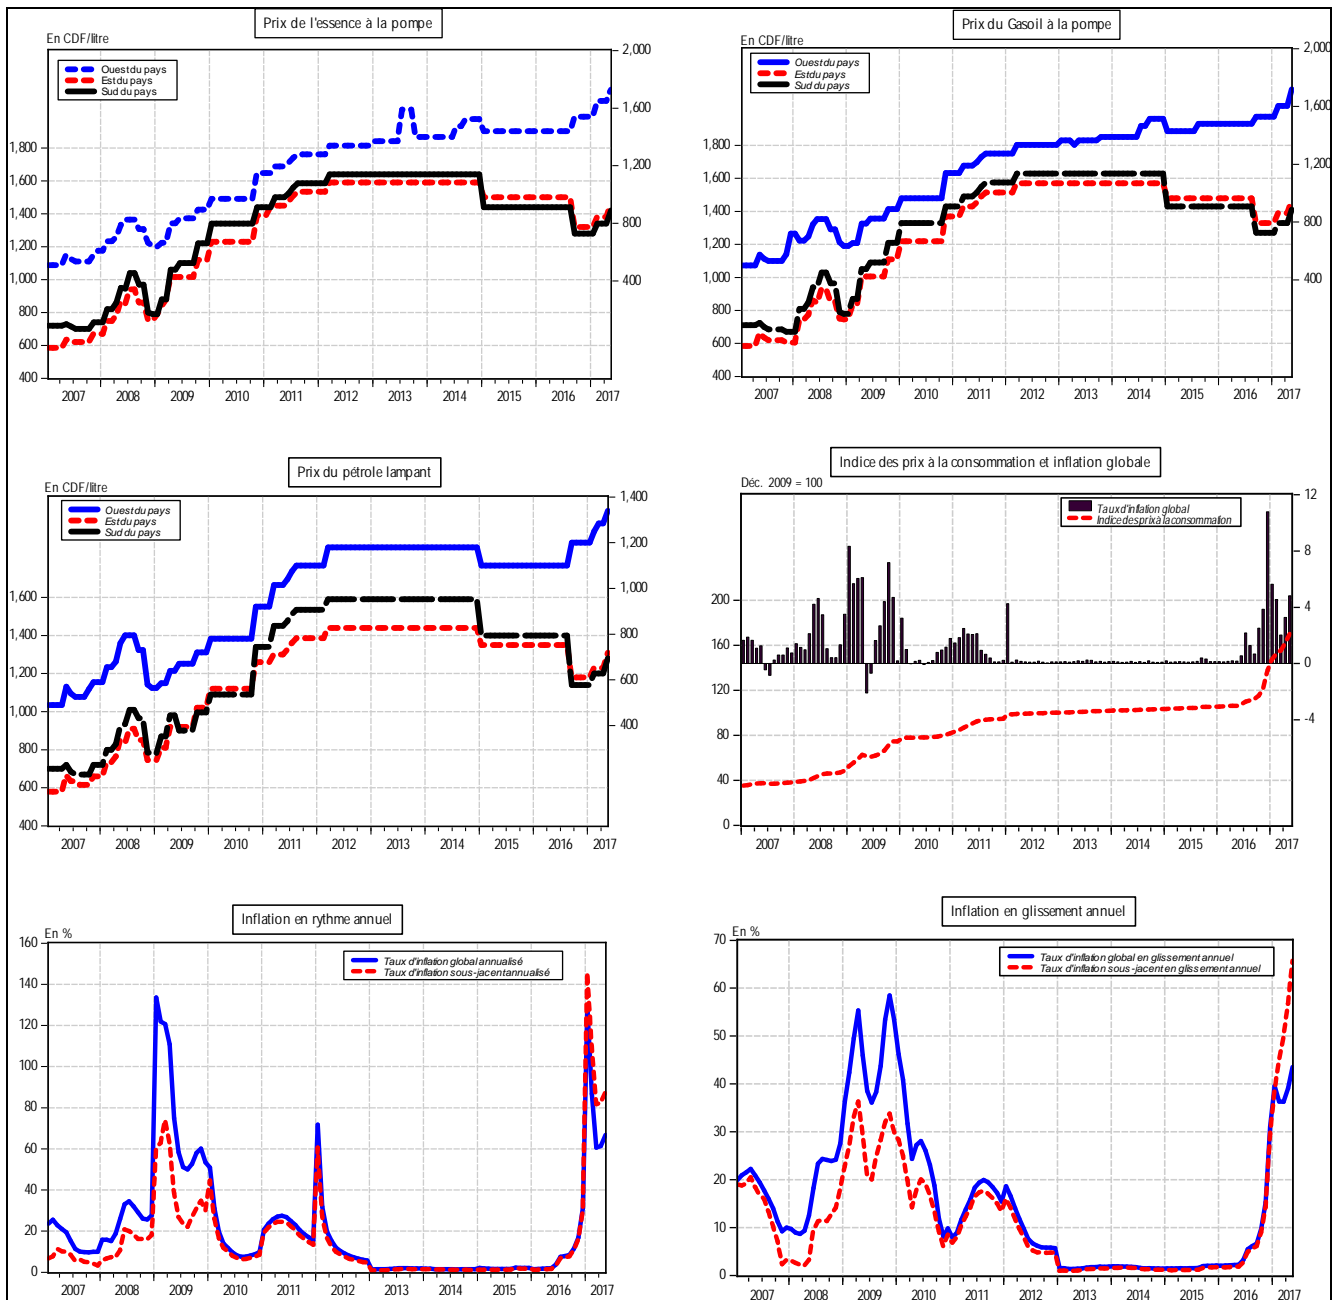 Prix de l'essence à la pompe
En CDF/litre
Ouest du pays
Est du pays
Sud du pays
2,000
1,600
1,200
800
400
1,800
1,600
1,400
1,200
1,000
800
600
400
2007 2008 2009 2010 2011 2012 2013 2014 2015 2016 2017
Prix du Gasoil à la pompe
En CDF/litre
Ouest du pays
Est du pays
Sud du pays
2,000
1,600
1,200
800
400
1,800
1,600
1,400
1,200
1,000
800
600
400
2007 2008 2009 2010 2011 2012 2013 2014 2015 2016 2017
Prix du pétrole lampant
En CDF/litre
Ouest du pays
Est du pays
Sud du pays
1,400
1,200
1,000
800
600
400
1,600
1,400
1,200
1,000
800
600
400
2007 2008 2009 2010 2011 2012 2013 2014 2015 2016 2017
Indice des prix à la consommation et inflation globale
Déc. 2009 = 100
Taux d'inflation global
Indice des prix à la consommation
12
8
4
0
-4
200
160
120
80
40
0
2007 2008 2009 2010 2011 2012 2013 2014 2015 2016 2017
Inflation en rythme annuel
En %
Taux d'inflation global annualisé
Taux d'inflation sous-jacent annualisé
160
140
120
100
80
60
40
20
0
2007 2008 2009 2010 2011 2012 2013 2014 2015 2016 2017
Inflation en glissement annuel
En %
Taux d'inflation global en glissement annuel
Taux d'inflation sous-jacent en glissement annuel
70
60
50
40
30
20
10
0
2007 2008 2009 2010 2011 2012 2013 2014 2015 2016 2017